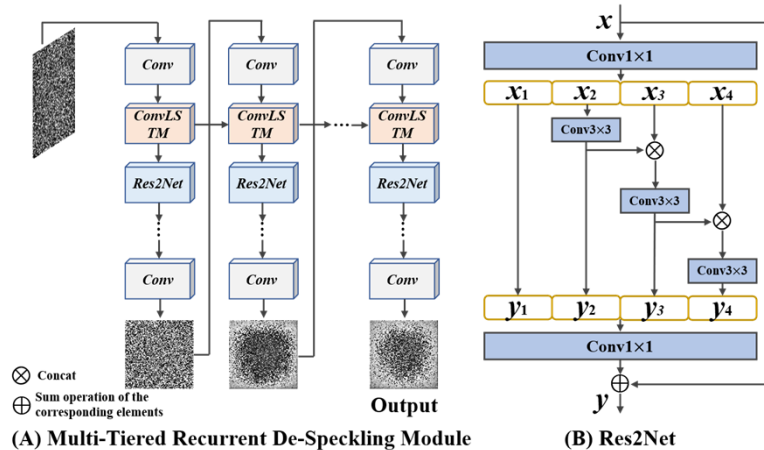 Conv
ConvLS
TM
Res2Net
Conv
Conv
ConvLS
TM
Res2Net
Conv
Conv
ConvLS
TM
Res2Net
Conv
⊗ Concat
⊕ Sum operation of the
corresponding elements
Output
(A) Multi-Tiered Recurrent De-Speckling Module
x
Conv1×1
x1 x2 x3 x4
Conv3×3
Conv3×3
Conv3×3
y1 y2 y3 y4
Conv1×1
y
(B) Res2Net